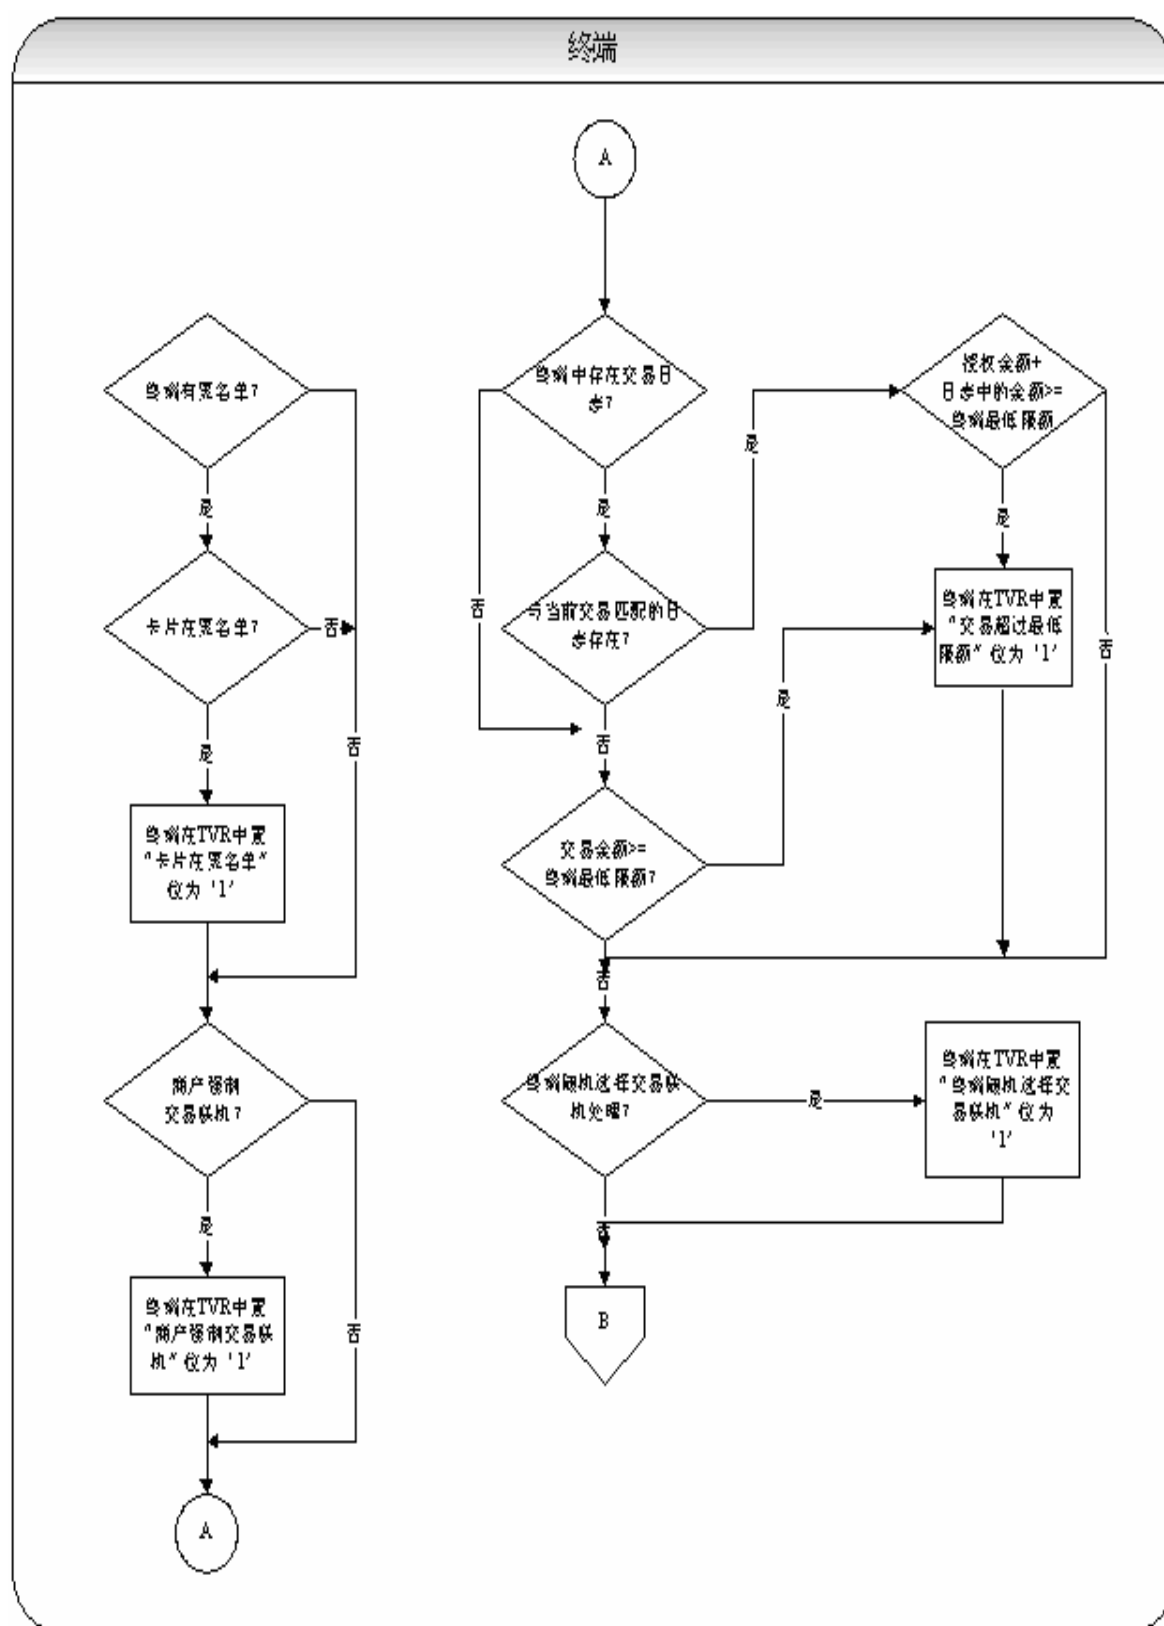 终端
终端有黑名单?
是
卡片在黑名单?
否
是
否
终端在TVR中置
“卡片在黑名单”
位为‘1’
商户强制
交易联机?
是
否
终端在TVR中置
“商户强制交易联
机”位为‘1’
A
A
终端中存在交易日
志?
是
否
与当前交易匹配的日
志存在?
是
否
授权金额+
日志中的金额>=
终端最低限额
是
否
终端在TVR中置
“交易超过最低
限额”位为‘1’
交易金额>=
终端最低限额?
是
否
终端随机选择交易联
机处理?
是
否
终端在TVR中置
“终端随机选择交
易联机”位为
‘1’
B